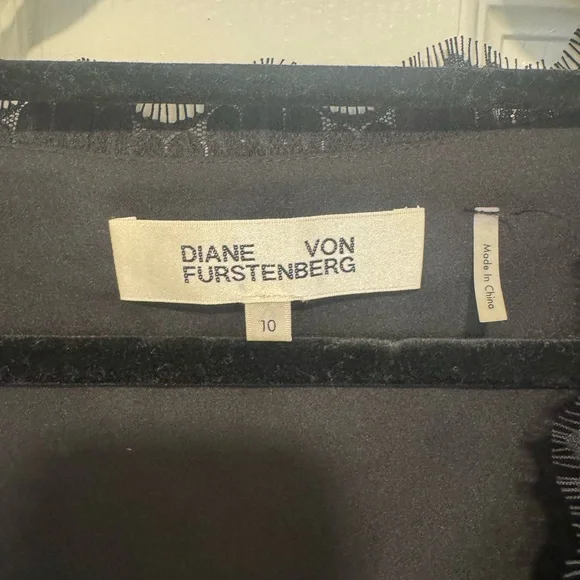 DIANE VON
FURSTENBERG
10
Made In China